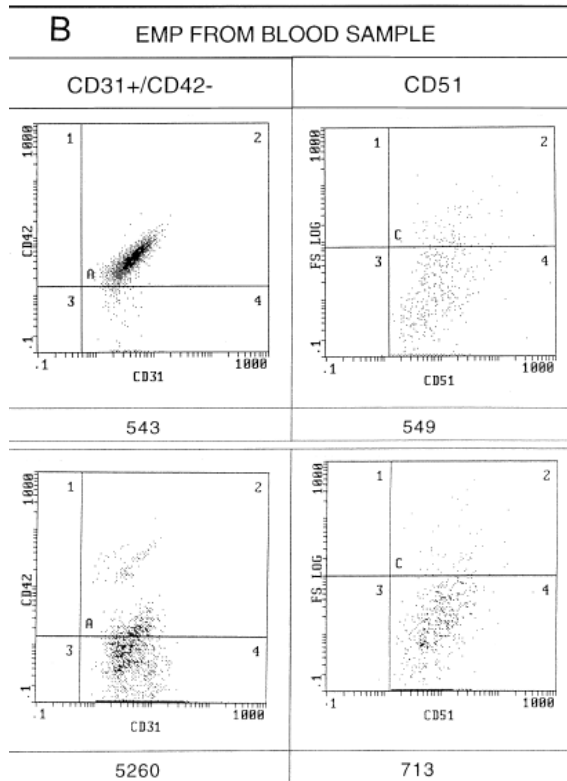 B
EMP FROM BLOOD SAMPLE
CD31+/CD42-
CD51
1000
1
2
CD42
A
3
4
.1
.1
1000
CD31
1000
1
2
FS LOG
C
3
4
.1
.1
1000
CD51
543
549
1000
1
2
CD42
A
3
4
.1
.1
1000
CD31
1000
1
2
FS LOG
C
3
4
.1
.1
1000
CD51
5260
713